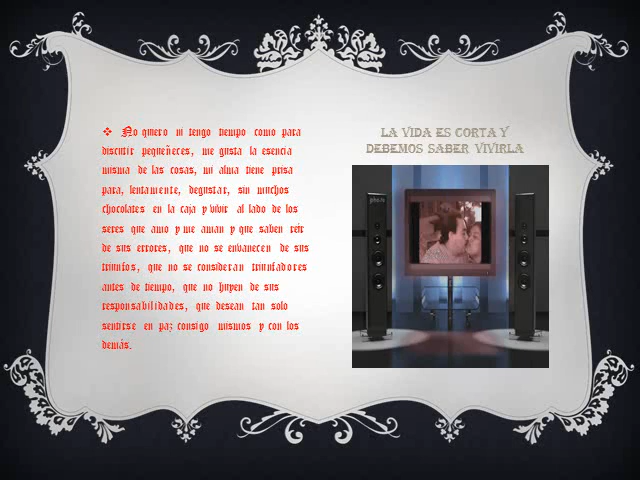 ❖ No quiero ni tengo tiempo como para
discutir pequeñeces, me gusta la esencia
misma de las cosas, mi alma tiene prisa
para, lentamente, degustar, sin muchos
chocolates en la caja y vivir al lado de los
seres que amo y me aman y que saben reír
de sus errores, que no se envanecen de sus
triunfos, que no se consideran triunfadores
antes de tiempo, que no huyen de sus
responsabilidades, que desean tan solo
sentirse en paz consigo mismos y con los
demás.
LA VIDA ES CORTA Y
DEBEMOS SABER VIVIRLA